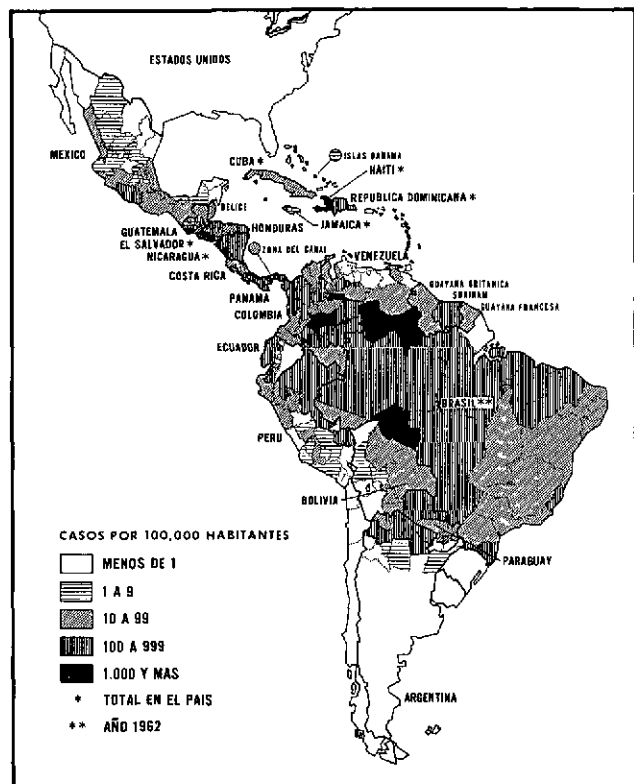 ESTADOS UNIDOS
MEXICO
CUBA *
ISLAS BAHAMA
HAITI *
REPUBLICA DOMINICANA *
BELICE
JAMAICA *
HONDURAS
GUATEMALA
EL SALVADOR *
NICARAGUA *
ZONA DEL CANAL
COSTA RICA
VENEZUELA
PANAMA
COLOMBIA
GUAYANA BRITANICA
SURINAM
GUAYANA FRANCESA
ECUADOR
BRASIL **
PERU
BOLIVIA
PARAGUAY
ARGENTINA
CASOS POR 100,000 HABITANTES
MENOS DE 1
1 A 9
10 A 99
100 A 999
1.000 Y MAS
* TOTAL EN EL PAIS
** AÑO 1962